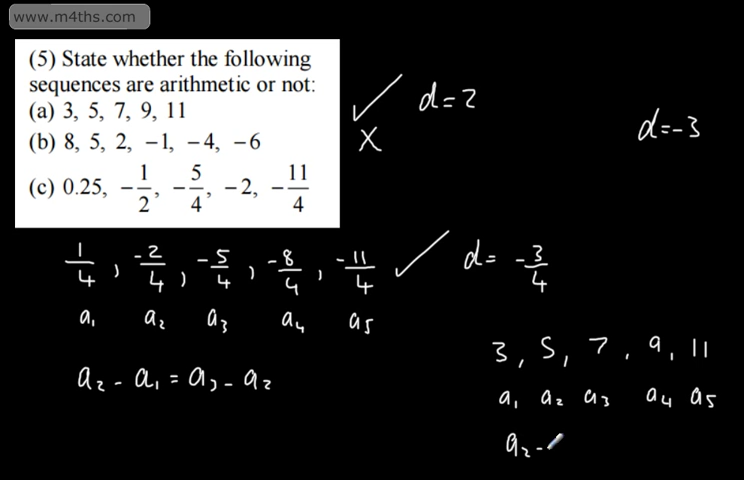 www.m4ths.com
(5) State whether the following
sequences are arithmetic or not:
(a) 3, 5, 7, 9, 11 ✓ d=2
(b) 8, 5, 2, −1, −4, −6 X d=-3
(c) 0.25, −1/2, −5/4, −2, −11/4
1/4, -2/4, -5/4, -8/4, -11/4 ✓ d= -3/4
a₁ a₂ a₃ a₄ a₅
a₂ - a₁ = a₃ - a₂
3, 5, 7, 9, 11
a₁ a₂ a₃ a₄ a₅
a₂ -